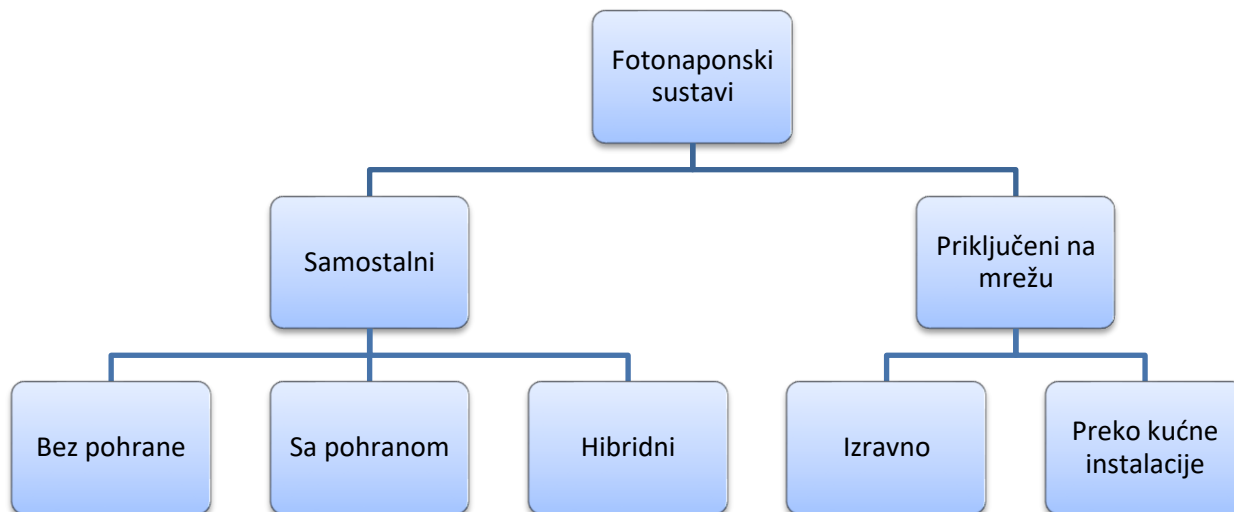 Fotonaponski
sustavi
Samostalni
Priključeni na
mrežu
Bez pohrane
Sa pohranom
Hibridni
Izravno
Preko kućne
instalacije